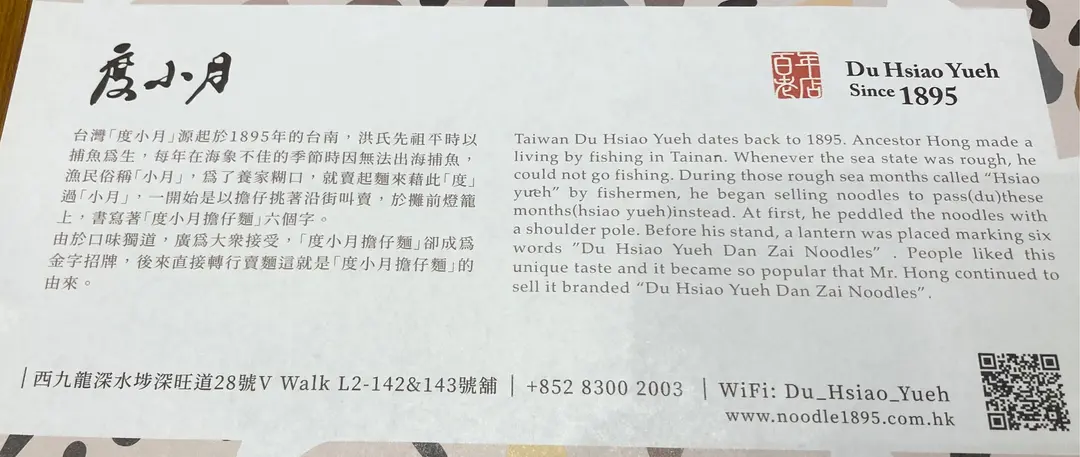 度小月
百年老店
Du Hsiao Yueh
Since 1895
台灣「度小月」源起於1895年的台南，洪氏先祖平時以
捕魚爲生，每年在海象不佳的季節時因無法出海捕魚，
漁民俗稱「小月」，爲了養家糊口，就賣起麵來藉此「度」
過「小月」，一開始是以擔仔挑著沿街叫賣，於攤前燈籠
上，書寫著「度小月擔仔麵」六個字。
由於口味獨道，廣爲大衆接受，「度小月擔仔麵」卻成爲
金字招牌，後來直接轉行賣麵這就是「度小月擔仔麵」的
由來。
Taiwan Du Hsiao Yueh dates back to 1895. Ancestor Hong made a
living by fishing in Tainan. Whenever the sea state was rough, he
could not go fishing. During those rough sea months called “Hsiao
yueh” by fishermen, he began selling noodles to pass(du)these
months(hsiao yueh)instead. At first, he peddled the noodles with
a shoulder pole. Before his stand, a lantern was placed marking six
words ”Du Hsiao Yueh Dan Zai Noodles” . People liked this
unique taste and it became so popular that Mr. Hong continued to
sell it branded “Du Hsiao Yueh Dan Zai Noodles”.
| 西九龍深水埗深旺道28號V Walk L2-142&143號舖 | +852 8300 2003 | WiFi: Du_Hsiao_Yueh
www.noodle1895.com.hk